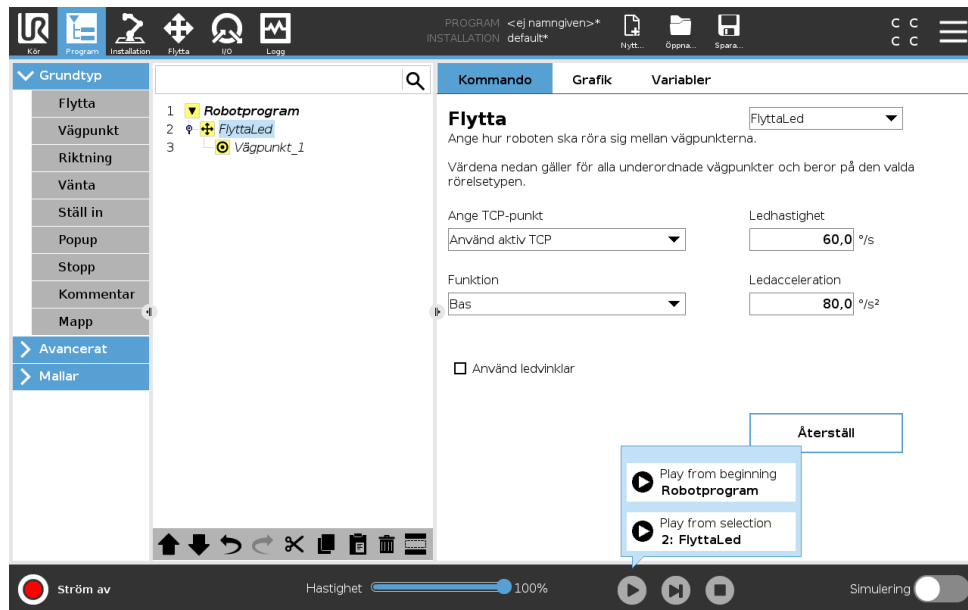 UR
PROGRAM <ej namngiven>*
INSTALLATION default*
Kör Program Installation Flytta I/O Logg Nytt... Öppna... Spara...
C C
C C
Grundtyp
Flytta
Vägpunkt
Riktning
Vänta
Ställ in
Popup
Stopp
Kommentar
Mapp
Avancerat
Mallar
1 Robotprogram
2 FlyttaLed
3 Vägpunkt_1
Kommando Grafik Variabler
Flytta
FlyttaLed
Ange hur roboten ska röra sig mellan vägpunkterna.
Värdena nedan gäller för alla underordnade vägpunkter och beror på den valda
rörelsetypen.
Ange TCP-punkt
Använd aktiv TCP
Ledhastighet
60,0 °/s
Funktion
Bas
Ledacceleration
80,0 °/s²
Använd ledvinklar
Återställ
Play from beginning
Robotprogram
Play from selection
2: FlyttaLed
Ström av
Hastighet 100%
Simulering